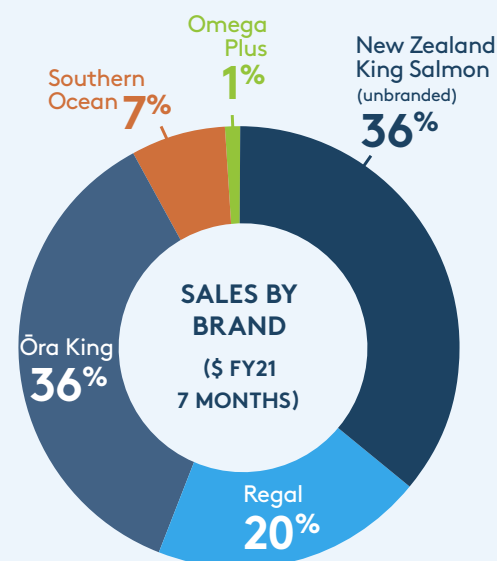 Omega
Plus
1%
New Zealand
King Salmon
(unbranded)
36%
Southern
Ocean 7%
SALES BY
BRAND
($ FY21
7 MONTHS)
Ōra King
36%
Regal
20%